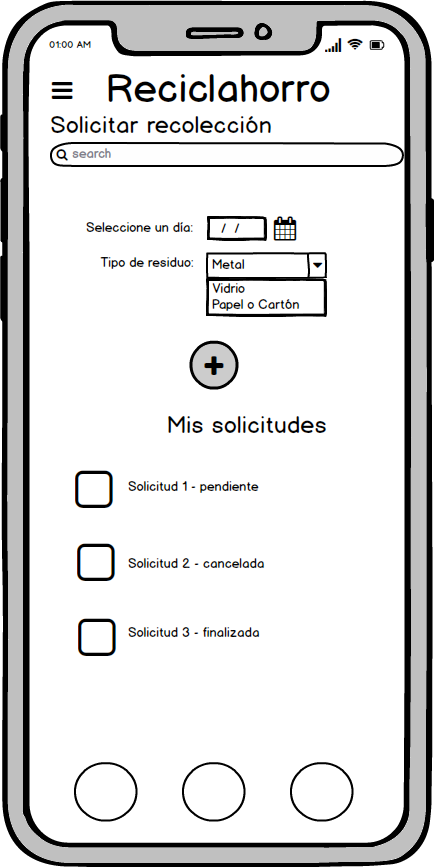 01:00 AM
Reciclahorro
Solicitar recolección
search
Seleccione un día: / /
Tipo de residuo: Metal
Vidrio
Papel o Cartón
+
Mis solicitudes
Solicitud 1 - pendiente
Solicitud 2 - cancelada
Solicitud 3 - finalizada